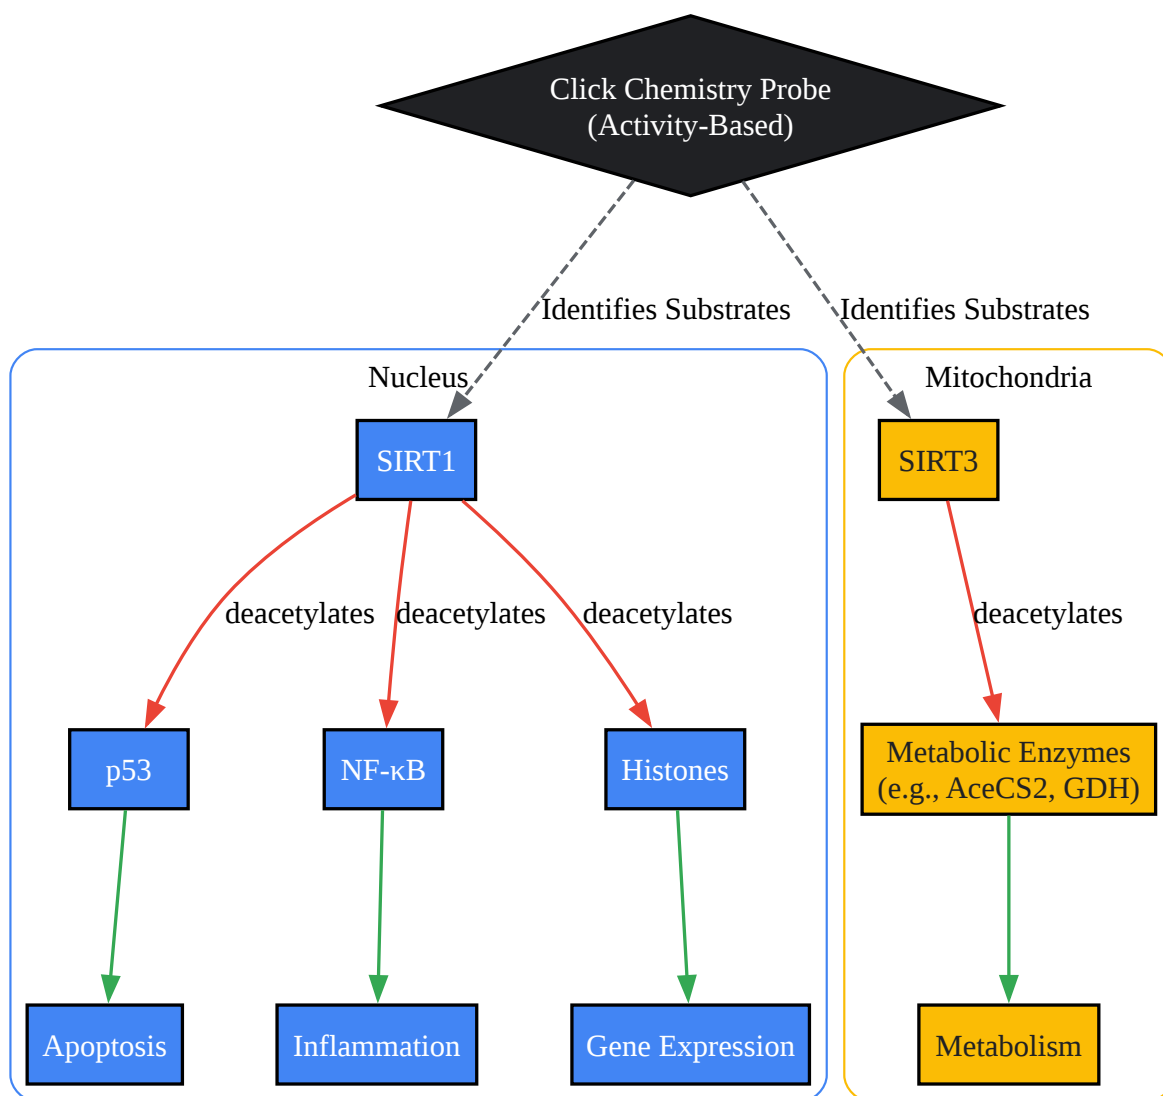 Click Chemistry Probe
(Activity-Based)
Identifies Substrates
Identifies Substrates
Nucleus
Mitochondria
SIRT1
SIRT3
deacetylates
deacetylates
deacetylates
deacetylates
p53
NF-κB
Histones
Metabolic Enzymes
(e.g., AceCS2, GDH)
Apoptosis
Inflammation
Gene Expression
Metabolism